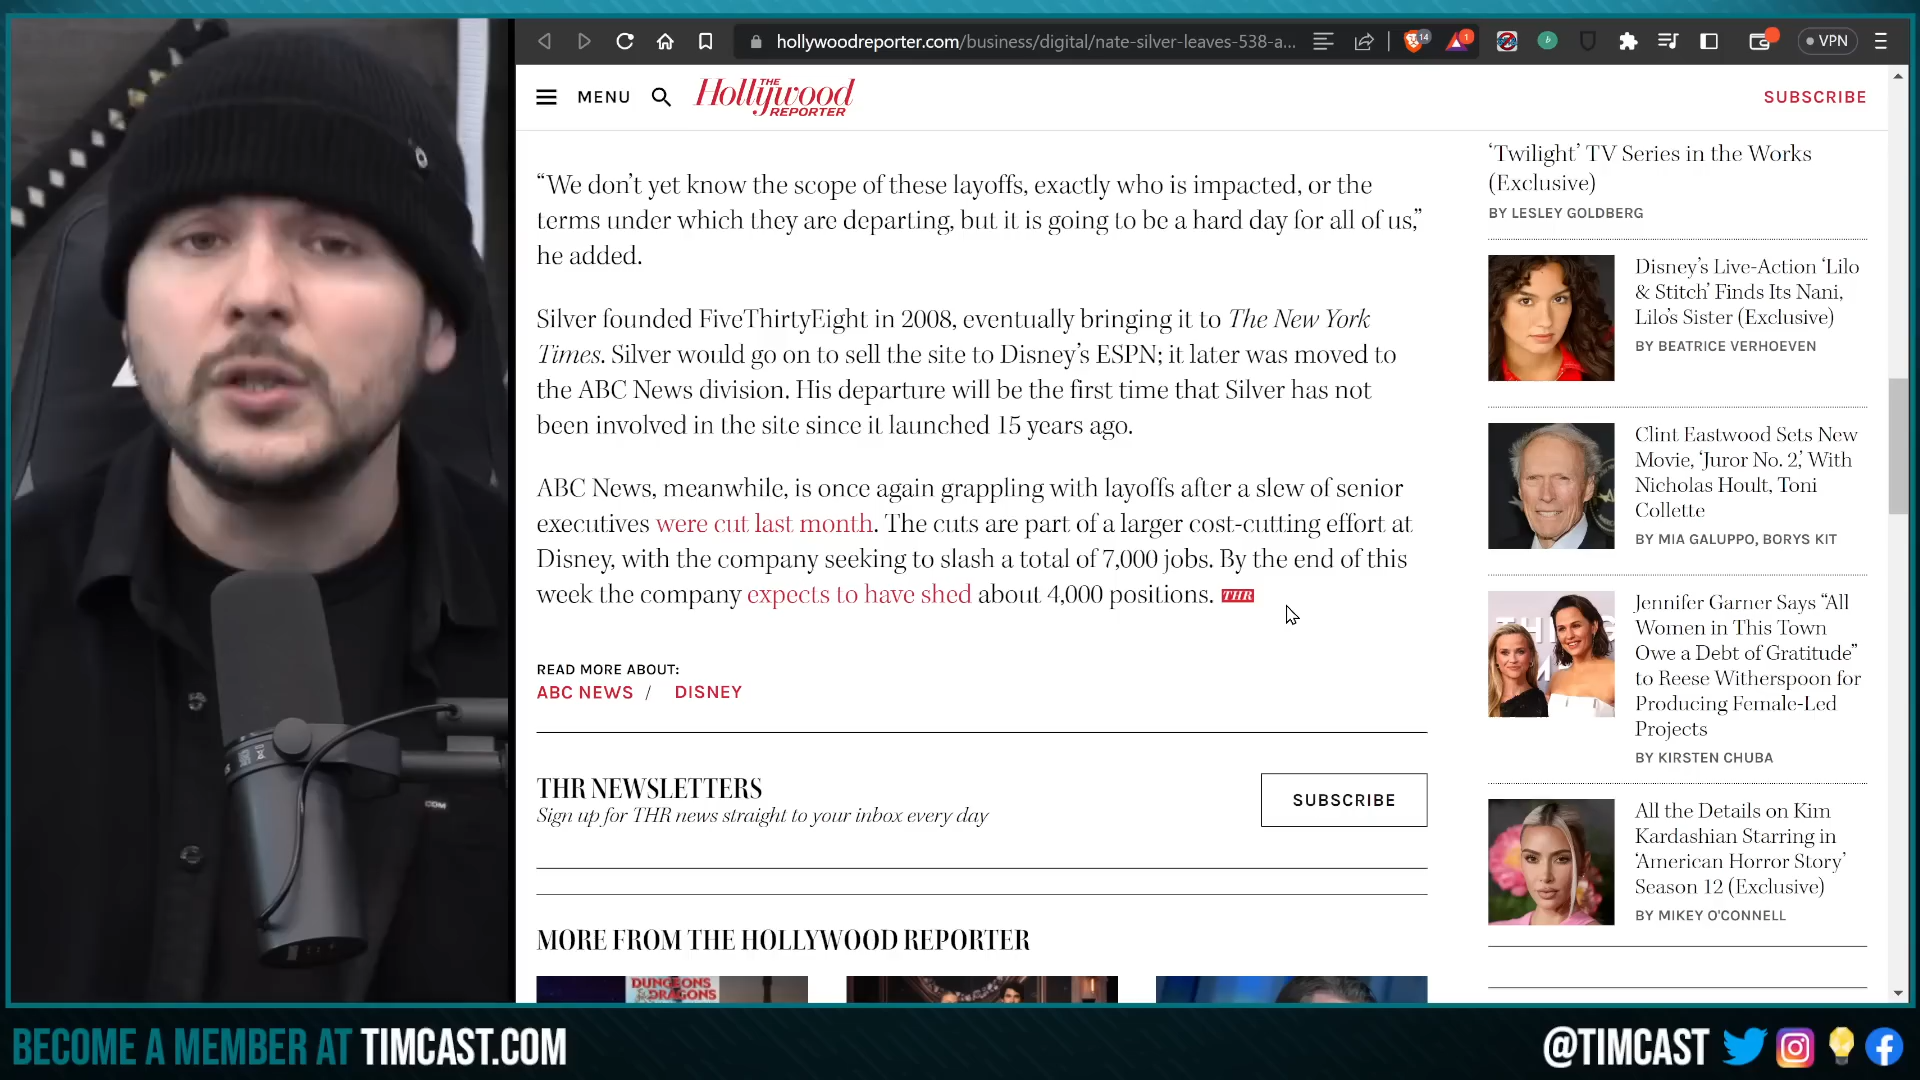 hollywoodreporter.com/business/digital/nate-silver-leaves-538-a...
14
1
VPN
MENU
THE
Hollywood
REPORTER
SUBSCRIBE
“We don’t yet know the scope of these layoffs, exactly who is impacted, or the
terms under which they are departing, but it is going to be a hard day for all of us,”
he added.
Silver founded FiveThirtyEight in 2008, eventually bringing it to The New York
Times. Silver would go on to sell the site to Disney’s ESPN; it later was moved to
the ABC News division. His departure will be the first time that Silver has not
been involved in the site since it launched 15 years ago.
ABC News, meanwhile, is once again grappling with layoffs after a slew of senior
executives were cut last month. The cuts are part of a larger cost-cutting effort at
Disney, with the company seeking to slash a total of 7,000 jobs. By the end of this
week the company expects to have shed about 4,000 positions. THR
READ MORE ABOUT:
ABC NEWS / DISNEY
THR NEWSLETTERS
Sign up for THR news straight to your inbox every day
SUBSCRIBE
MORE FROM THE HOLLYWOOD REPORTER
DUNGEONS
DRAGONS
‘Twilight’ TV Series in the Works
(Exclusive)
BY LESLEY GOLDBERG
Disney’s Live-Action ‘Lilo
& Stitch’ Finds Its Nani,
Lilo’s Sister (Exclusive)
BY BEATRICE VERHOEVEN
Clint Eastwood Sets New
Movie, ‘Juror No. 2,’ With
Nicholas Hoult, Toni
Collette
BY MIA GALUPPO, BORYS KIT
Jennifer Garner Says “All
Women in This Town
Owe a Debt of Gratitude”
to Reese Witherspoon for
Producing Female-Led
Projects
BY KIRSTEN CHUBA
All the Details on Kim
Kardashian Starring in
‘American Horror Story’
Season 12 (Exclusive)
BY MIKEY O'CONNELL
BECOME A MEMBER AT TIMCAST.COM
@TIMCAST